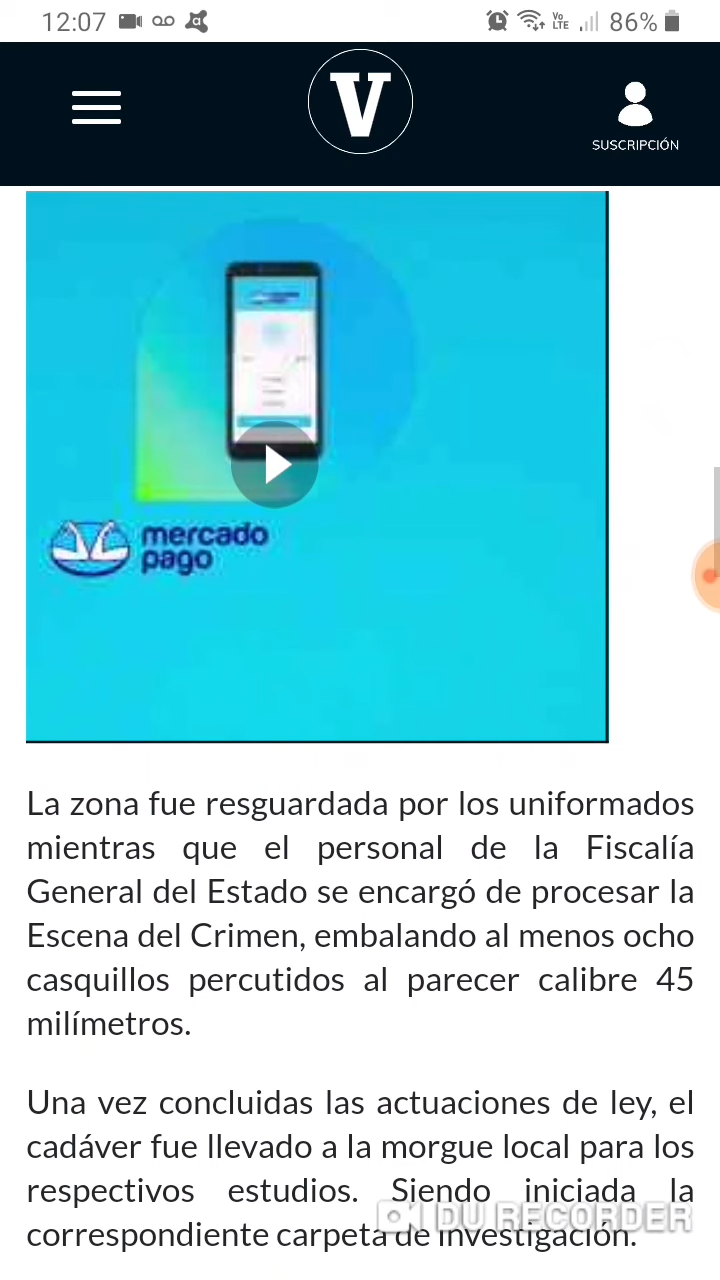 12:07
Vo
LTE
86%
V
SUSCRIPCIÓN
mercado
pago
La zona fue resguardada por los uniformados
mientras que el personal de la Fiscalía
General del Estado se encargó de procesar la
Escena del Crimen, embalando al menos ocho
casquillos percutidos al parecer calibre 45
milímetros.
Una vez concluidas las actuaciones de ley, el
cadáver fue llevado a la morgue local para los
respectivos estudios. Siendo iniciada la
correspondiente carpeta de investigación.
DU RECORDER